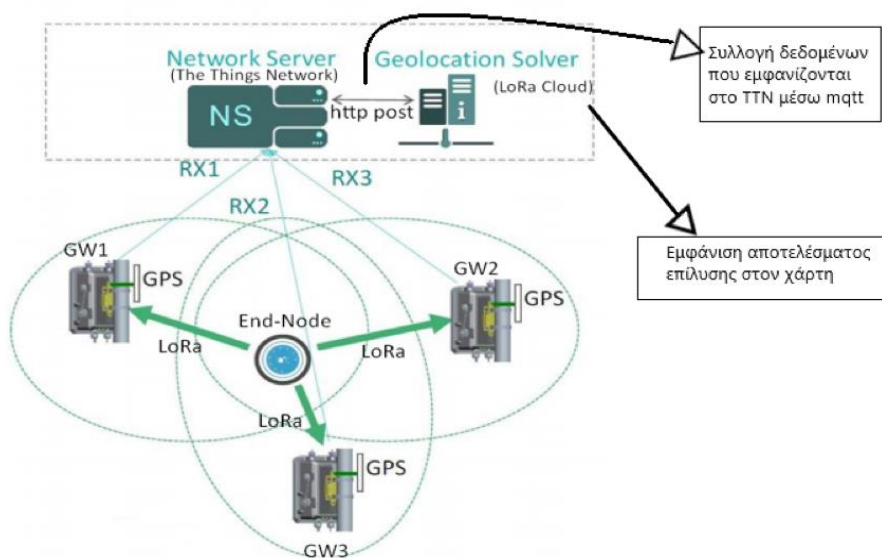 Network Server
(The Things Network)
Geolocation Solver
(LoRa Cloud)
NS
http post
i
Συλλογή δεδομένων
που εμφανίζονται
στο TTN μέσω mqtt
Εμφάνιση αποτελέσματος
επίλυσης στον χάρτη
RX1
RX2
RX3
GW1
GPS
GW2
GPS
End-Node
LoRa
LoRa
LoRa
GPS
GW3